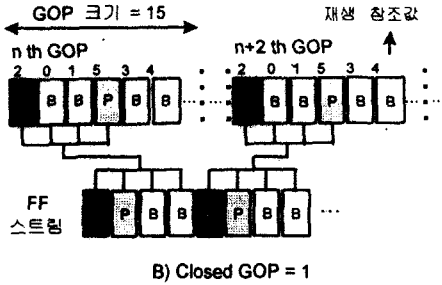 GOP 크기 = 15
재생 참조값
n th GOP
n+2 th GOP
2 0 1 5 3 4
2 0 1 5 3 4
B B P B B
B B P B B
FF 스트링
P B B P B B
B) Closed GOP = 1